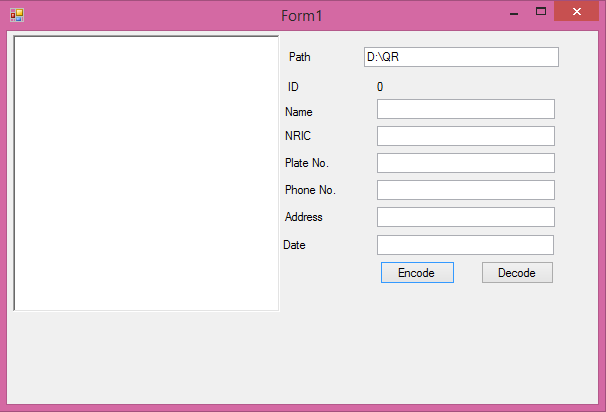 Form1
Path D:\QR
ID 0
Name
NRIC
Plate No.
Phone No.
Address
Date
Encode Decode